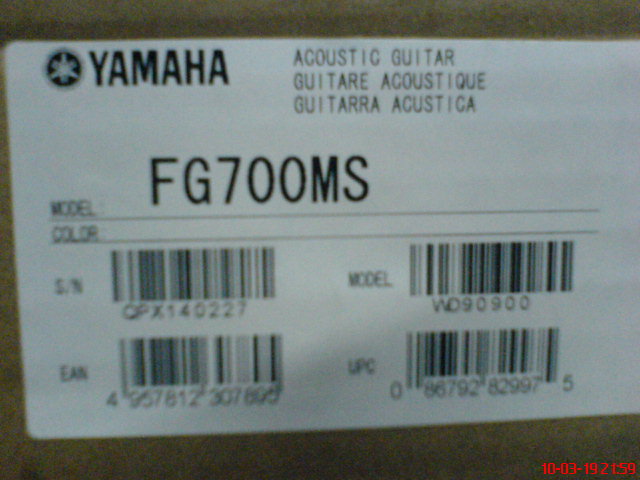 YAMAHA
ACOUSTIC GUITAR
GUITARE ACOUSTIQUE
GUITARRA ACUSTICA
MODEL: FG700MS
COLOR:
S/N
QPX140227
MODEL
WD90900
EAN
4 957812 307895
UPC
0 86792 82997 5
10-03-19 21:59